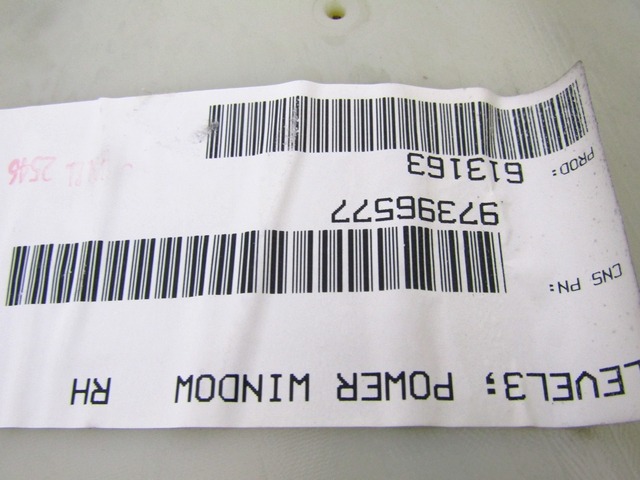 LEVEL3; POWER WINDOW RH
CNS PN:
97396577
PROD: 613163